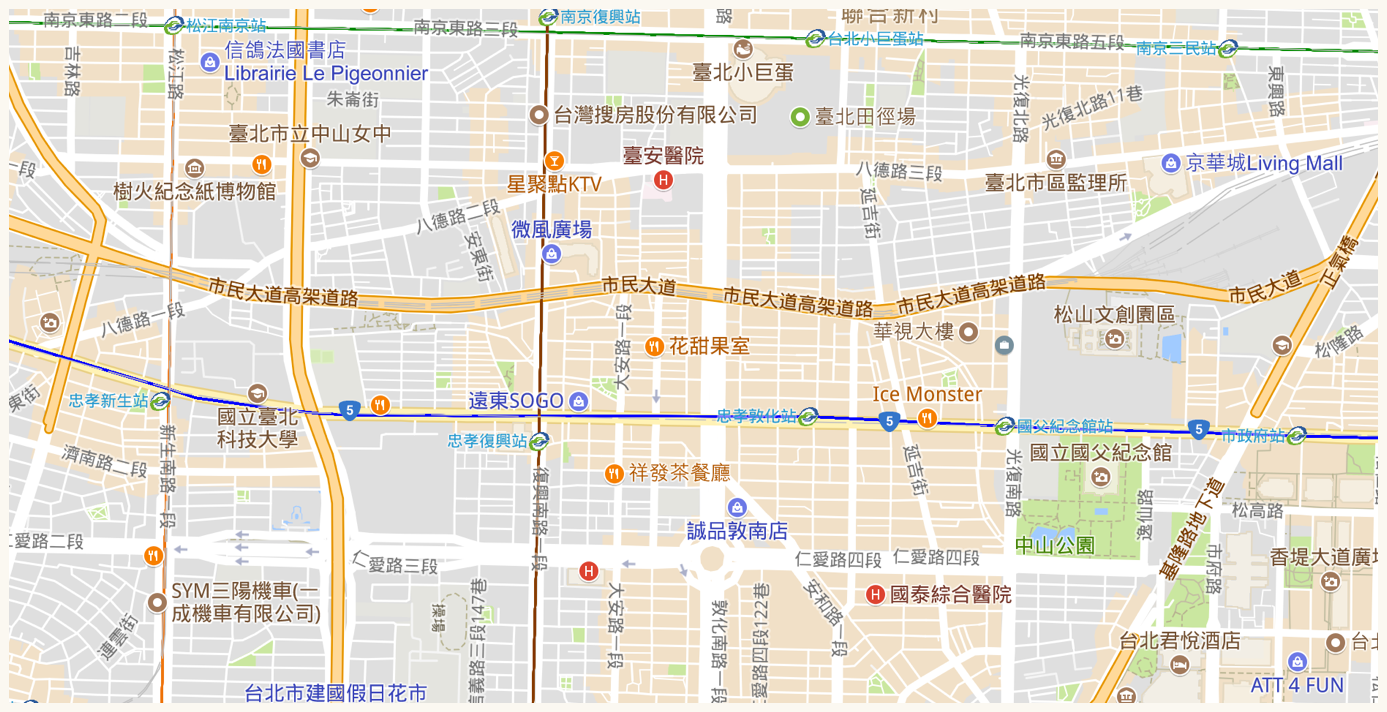 南京東路二段
松江南京站
南京東路三段
南京復興站
路
聯合新村
台北小巨蛋站
南京東路五段
南京三民站
吉林路
松江路
信鴿法國書店
Librairie Le Pigeonnier
朱崙街
臺北小巨蛋
光復北路
光復北路11巷
東興路
臺北市立中山女中
台灣搜房股份有限公司
臺北田徑場
一段
樹火紀念紙博物館
星聚點KTV
臺安醫院
八德路三段
臺北市區監理所
京華城Living Mall
八德路二段
安東街
微風廣場
延吉街
正氣橋
市民大道高架道路
市民大道
市民大道高架道路
市民大道高架道路
市民大道
八德路一段
大安路一段
花甜果室
華視大樓
松山文創園區
松隆路
東街
忠孝新生站
國立臺北
科技大學
5
遠東SOGO
忠孝敦化站
Ice Monster
5
國父紀念館站
5
市政府站
忠孝復興站
濟南路二段
新生南路一段
復興南路一段
祥發茶餐廳
延吉街
光復南路
國立國父紀念館
逸仙路
基隆路地下道
松高路
誠品敦南店
仁愛路二段
仁愛路三段
仁愛路四段
仁愛路四段
中山公園
市府路
香堤大道廣場
SYM三陽機車(一
成機車有限公司)
連雲街
操場
信義路三段147巷
大安路一段
敦化南路一段
仁愛路四段122巷
安和路一段
國泰綜合醫院
台北君悅酒店
台北
台北市建國假日花市
ATT 4 FUN